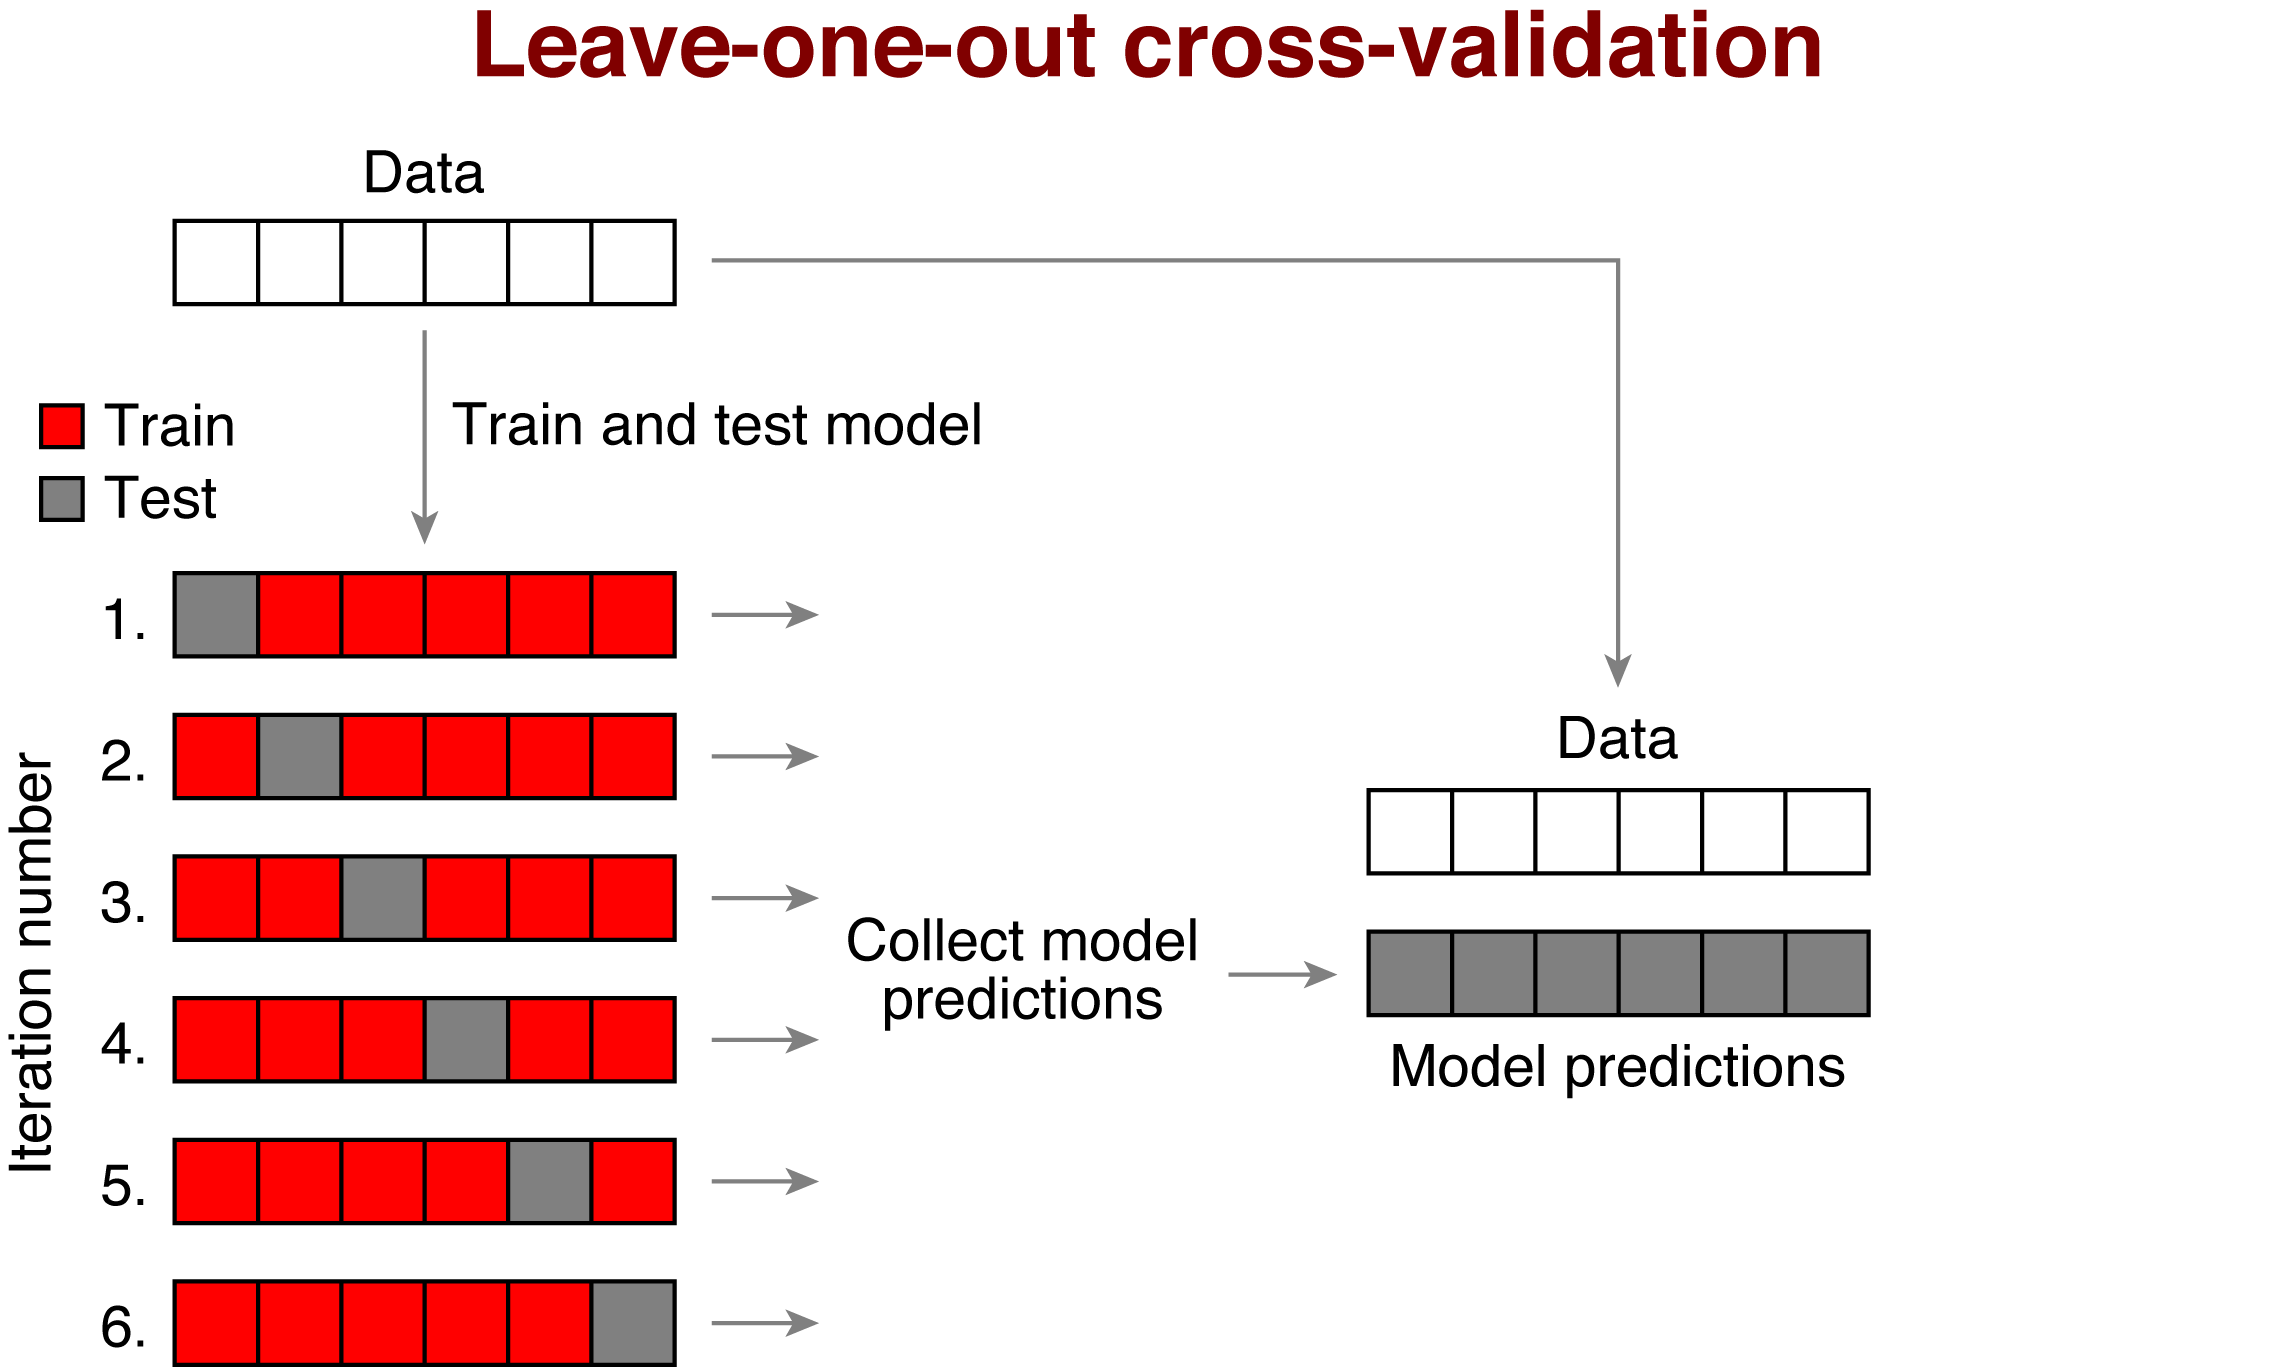 Leave-one-out cross-validation
Data
Train
Test
Train and test model
Iteration number
1.
2.
3.
4.
5.
6.
Collect model
predictions
Data
Model predictions